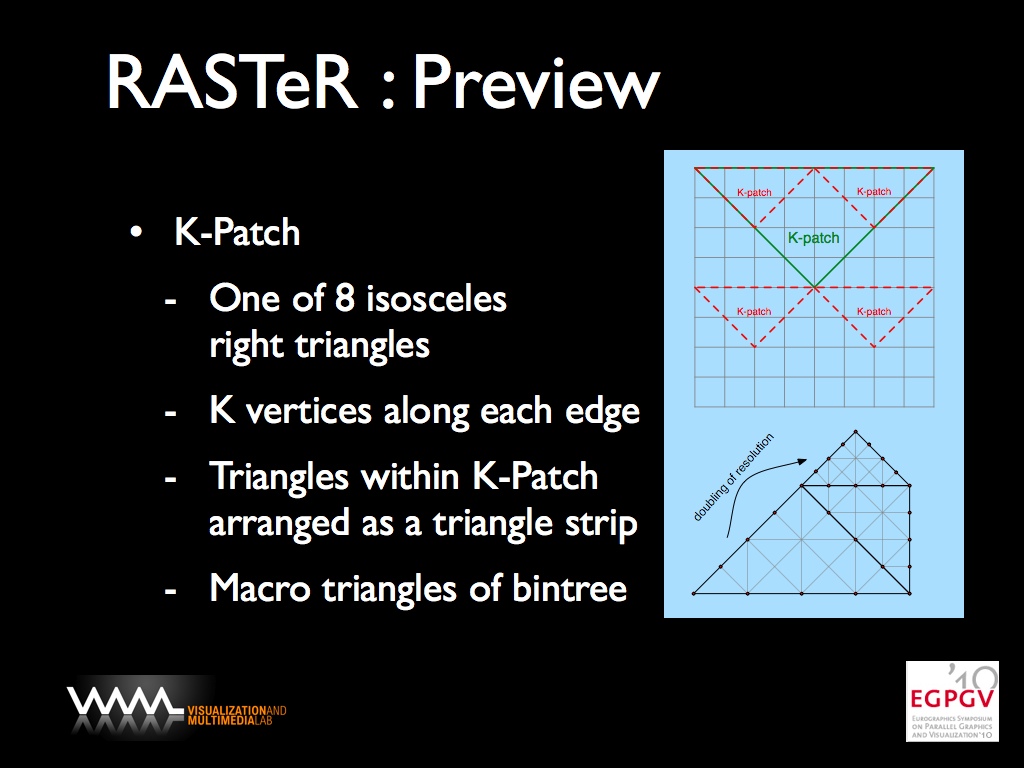 RASTeR : Preview
• K-Patch
- One of 8 isosceles
right triangles
- K vertices along each edge
- Triangles within K-Patch
arranged as a triangle strip
- Macro triangles of bintree
K-patch
K-patch
K-patch
K-patch
K-patch
doubling of resolution
VISUALIZATIONAND
MULTIMEDIALAB
'10
EGPGV
EUROGRAPHICS SYMPOSIUM
ON PARALLEL GRAPHICS
AND VISUALIZATION'10